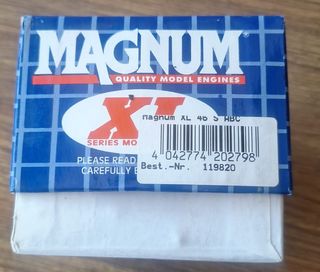 MAGNUM®
QUALITY MODEL ENGINES
XL
SERIES MO
Magnum XL 46 S ABC
4 042774 202798
Best.-Nr. 119820
PLEASE READ
CAREFULLY B